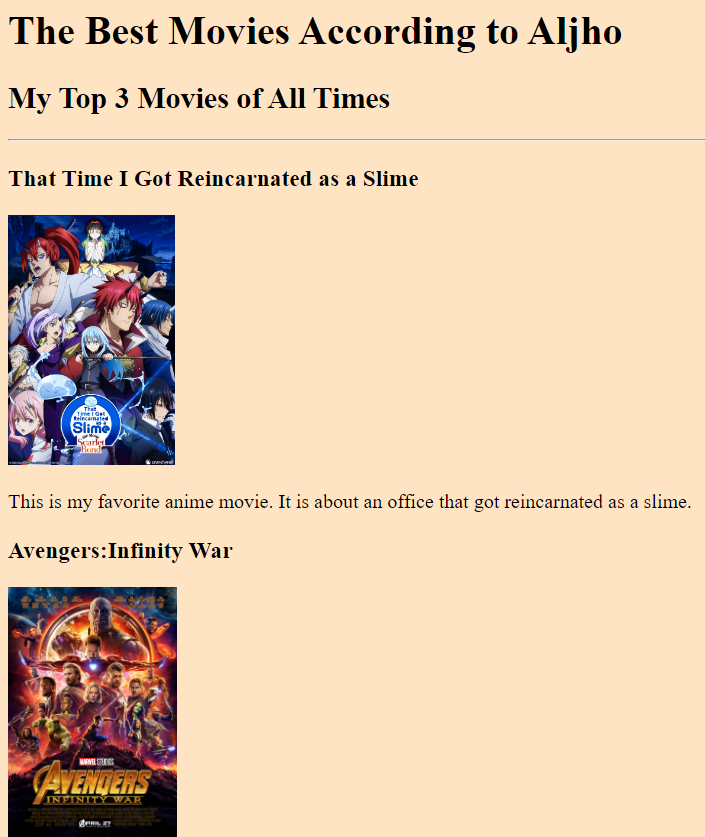 The Best Movies According to Aljho
My Top 3 Movies of All Times
That Time I Got Reincarnated as a Slime
That
Time I Got
Reincarnated
as a
Slime
the Movie
Scarlet
Bond
crunchyroll
This is my favorite anime movie. It is about an office that got reincarnated as a slime.
Avengers:Infinity War
MARVEL STUDIOS
AVENGERS
INFINITY WAR
APRIL 27